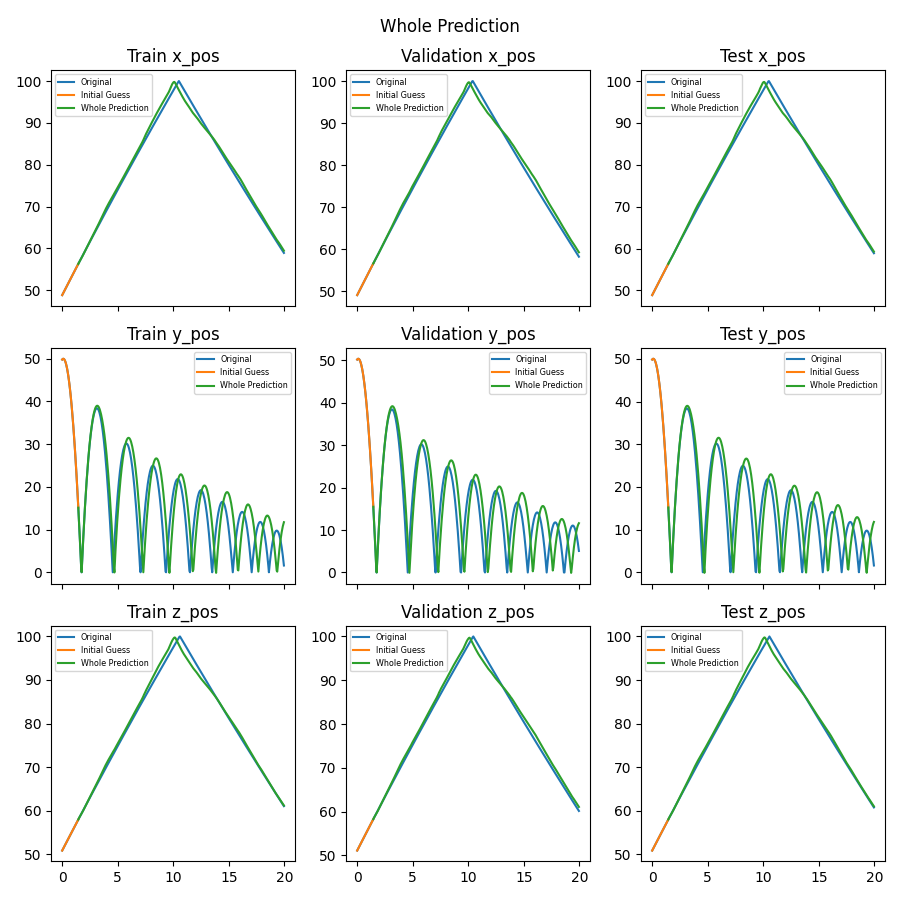 Whole Prediction
Train x_pos
Validation x_pos
Test x_pos
100
90
80
70
60
50
Original
Initial Guess
Whole Prediction
100
90
80
70
60
50
Original
Initial Guess
Whole Prediction
100
90
80
70
60
50
Original
Initial Guess
Whole Prediction
Train y_pos
Validation y_pos
Test y_pos
50
40
30
20
10
0
Original
Initial Guess
Whole Prediction
50
40
30
20
10
0
Original
Initial Guess
Whole Prediction
50
40
30
20
10
0
Original
Initial Guess
Whole Prediction
Train z_pos
Validation z_pos
Test z_pos
100
90
80
70
60
50
Original
Initial Guess
Whole Prediction
0 5 10 15 20
100
90
80
70
60
50
Original
Initial Guess
Whole Prediction
0 5 10 15 20
100
90
80
70
60
50
Original
Initial Guess
Whole Prediction
0 5 10 15 20